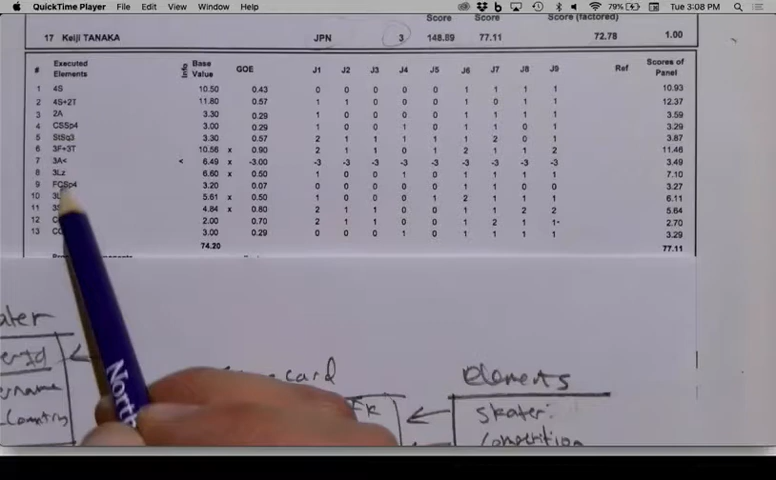 QuickTime Player File Edit View Window Help 79% Tue 3:08 PM
Score Score Score (factored)
17 Keiji TANAKA JPN 3 148.89 77.11 72.78 1.00
# Executed Elements Info Base Value GOE J1 J2 J3 J4 J5 J6 J7 J8 J9 Ref Scores of Panel
1 4S 10.50 0.43 1 0 0 0 0 1 1 1 1 10.93
2 4S+2T 11.80 0.57 1 1 0 0 0 1 0 1 1 12.37
3 2A 3.30 0.29 1 0 0 0 0 1 1 1 1 3.59
4 CSSp4 3.00 0.29 1 0 0 1 0 1 1 0 1 3.29
5 StSq3 3.30 0.57 2 1 1 1 1 1 2 0 1 3.87
6 3F+3T 10.56 x 0.90 2 1 1 0 1 2 1 1 2 11.46
7 3A< < 6.49 x -3.00 -3 -3 -3 -3 -3 -3 -3 -3 -3 3.49
8 3Lz 6.60 x 0.50 1 0 0 0 1 1 1 1 1 7.10
9 FCSp4 3.20 0.07 1 0 0 0 0 1 1 0 0 3.27
10 5.61 x 0.50 1 0 0 0 1 2 1 1 1 6.11
11 4.84 x 0.80 2 1 1 0 1 1 1 2 2 5.64
12 2.00 0.70 2 1 1 0 0 1 2 1 1 2.70
13 3.00 0.29 0 0 0 1 0 1 1 1 1 3.29
74.20 77.11
card
elements
FK skater
Country competition
North